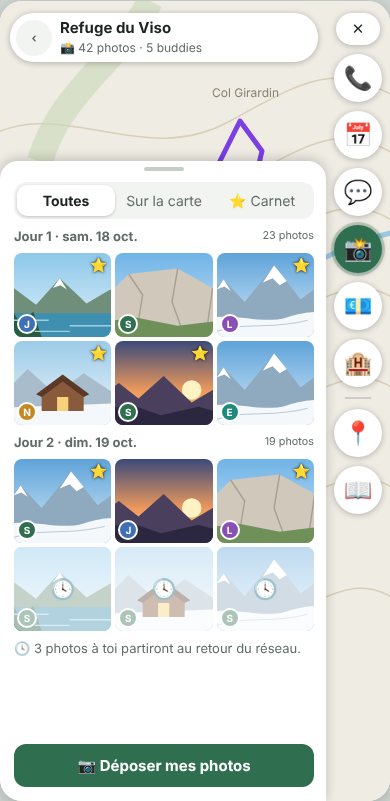 Refuge du Viso
📸 42 photos · 5 buddies
Col Girardin
Toutes
Sur la carte
⭐ Carnet
Jour 1 · sam. 18 oct.
23 photos
J
S
L
N
S
E
Jour 2 · dim. 19 oct.
19 photos
S
J
L
S
S
S
🕓 3 photos à toi partiront au retour du réseau.
📸 Déposer mes photos
July
17